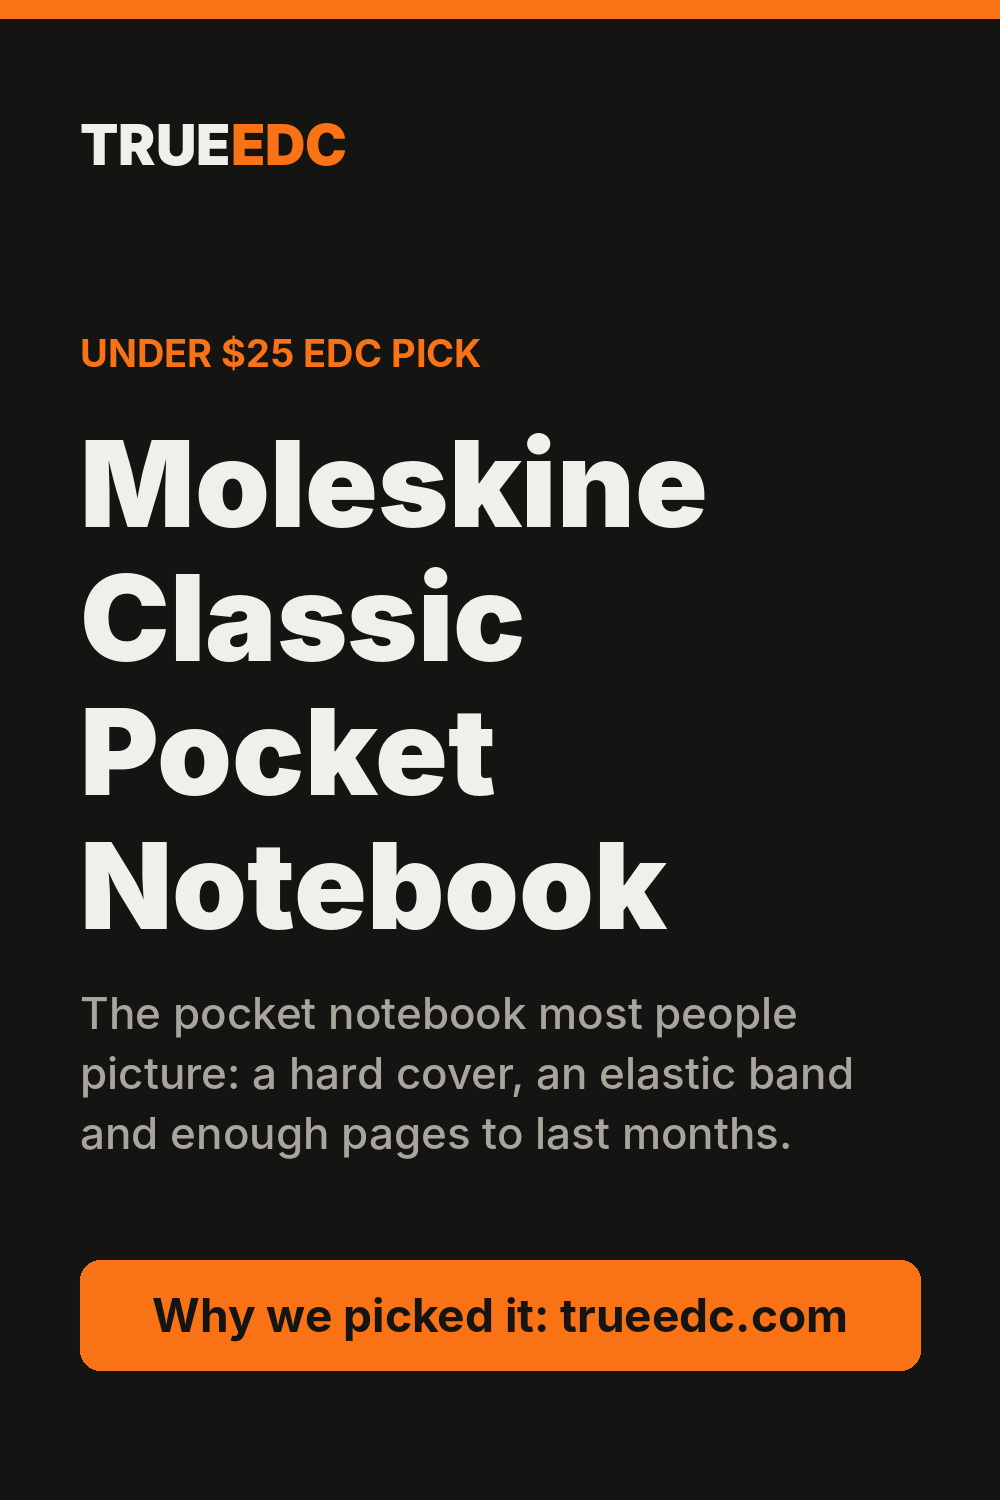 TRUEEDC
UNDER $25 EDC PICK
Moleskine
Classic
Pocket
Notebook
The pocket notebook most people
picture: a hard cover, an elastic band
and enough pages to last months.
Why we picked it: trueedc.com